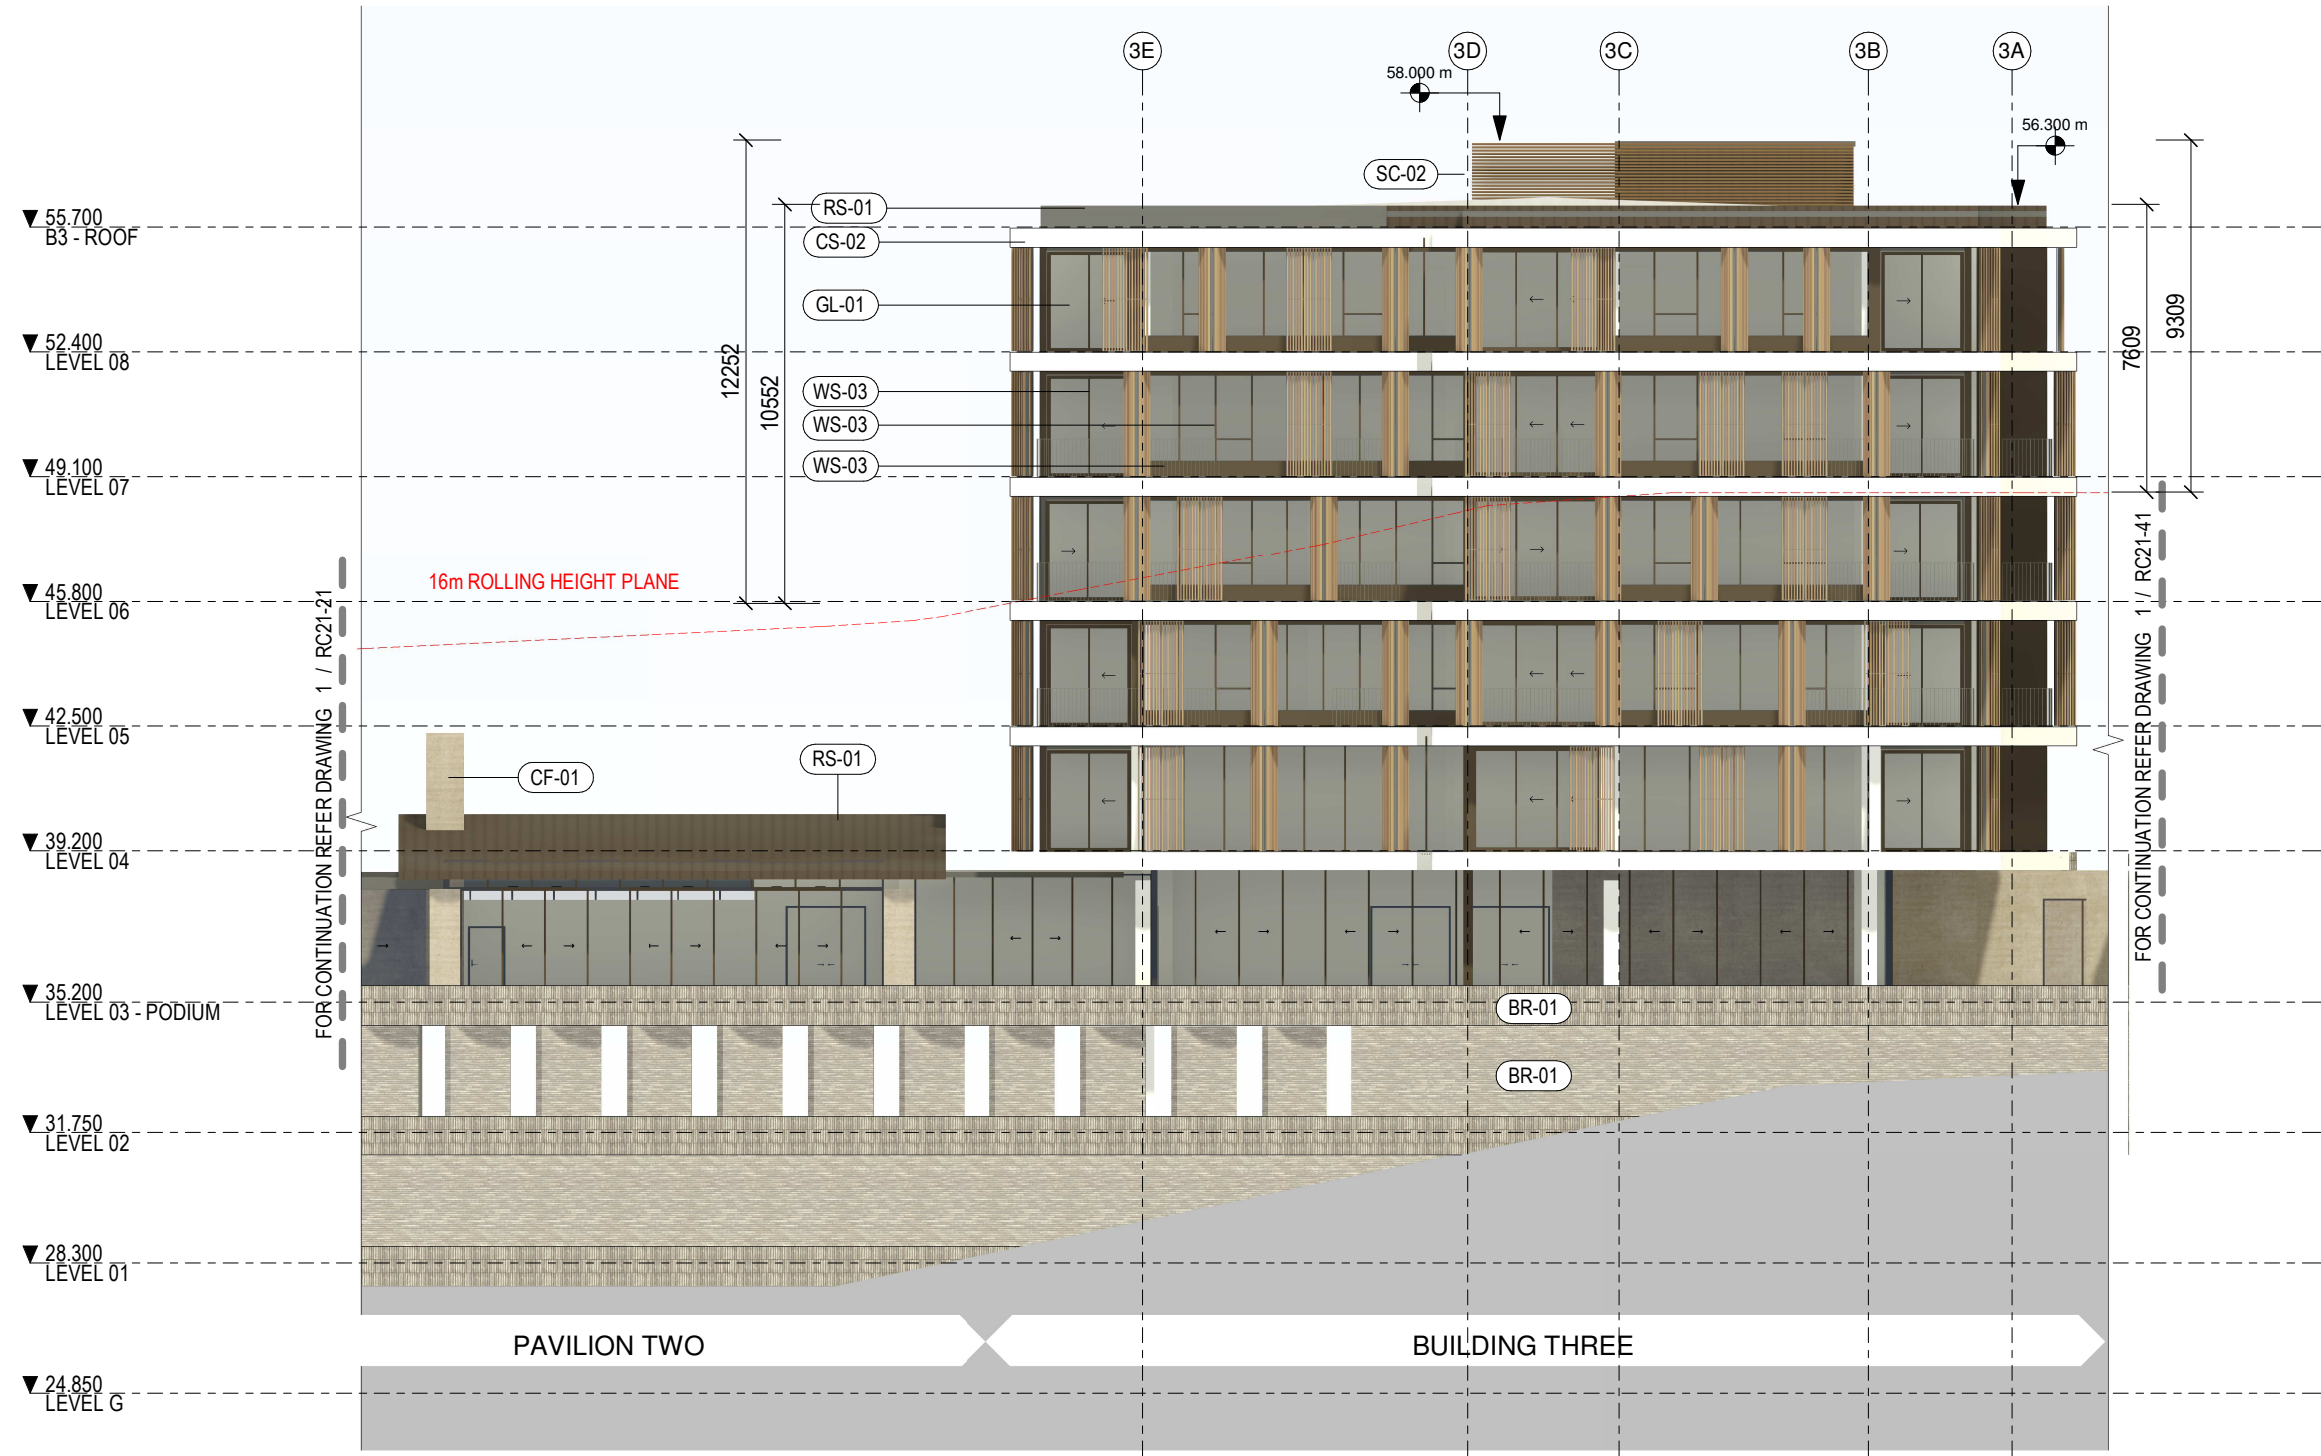 3E
3D
3C
3B
3A
58.000 m
56.300 m
SC-02
RS-01
CS-02
GL-01
WS-03
WS-03
WS-03
12252
10552
7609
9309
55.700
B3 - ROOF
52.400
LEVEL 08
49.100
LEVEL 07
45.800
LEVEL 06
42.500
LEVEL 05
39.200
LEVEL 04
35.200
LEVEL 03 - PODIUM
31.750
LEVEL 02
28.300
LEVEL 01
24.850
LEVEL G
16m ROLLING HEIGHT PLANE
FOR CONTINUATION REFER DRAWING 1 / RC21-21
FOR CONTINUATION REFER DRAWING 1 / RC21-41
CF-01
RS-01
BR-01
BR-01
PAVILION TWO
BUILDING THREE